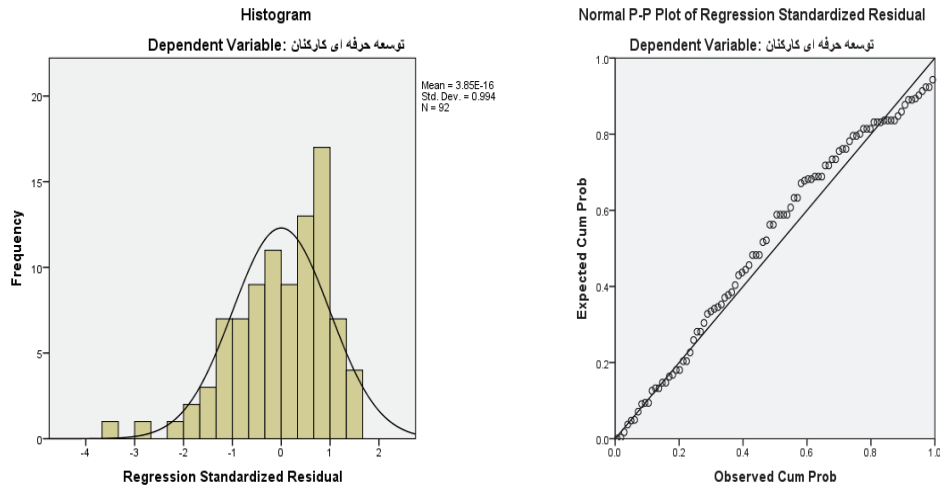 Histogram
Dependent Variable: توسعه حرفه ای کارکنان
Mean = 3.85E-16
Std. Dev. = 0.994
N = 92
20
15
10
5
0
Frequency
-4 -3 -2 -1 0 1 2
Regression Standardized Residual
Normal P-P Plot of Regression Standardized Residual
Dependent Variable: توسعه حرفه ای کارکنان
1.0
0.8
0.6
0.4
0.2
0.0
Expected Cum Prob
0.0 0.2 0.4 0.6 0.8 1.0
Observed Cum Prob